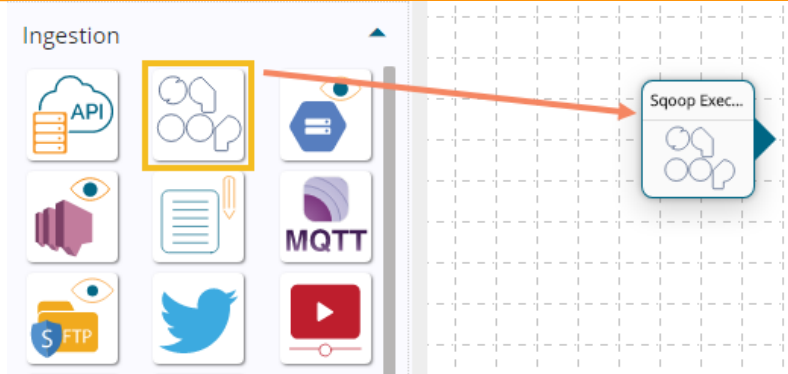 Ingestion
API
Sqoop Exec...
MQTT
S FTP